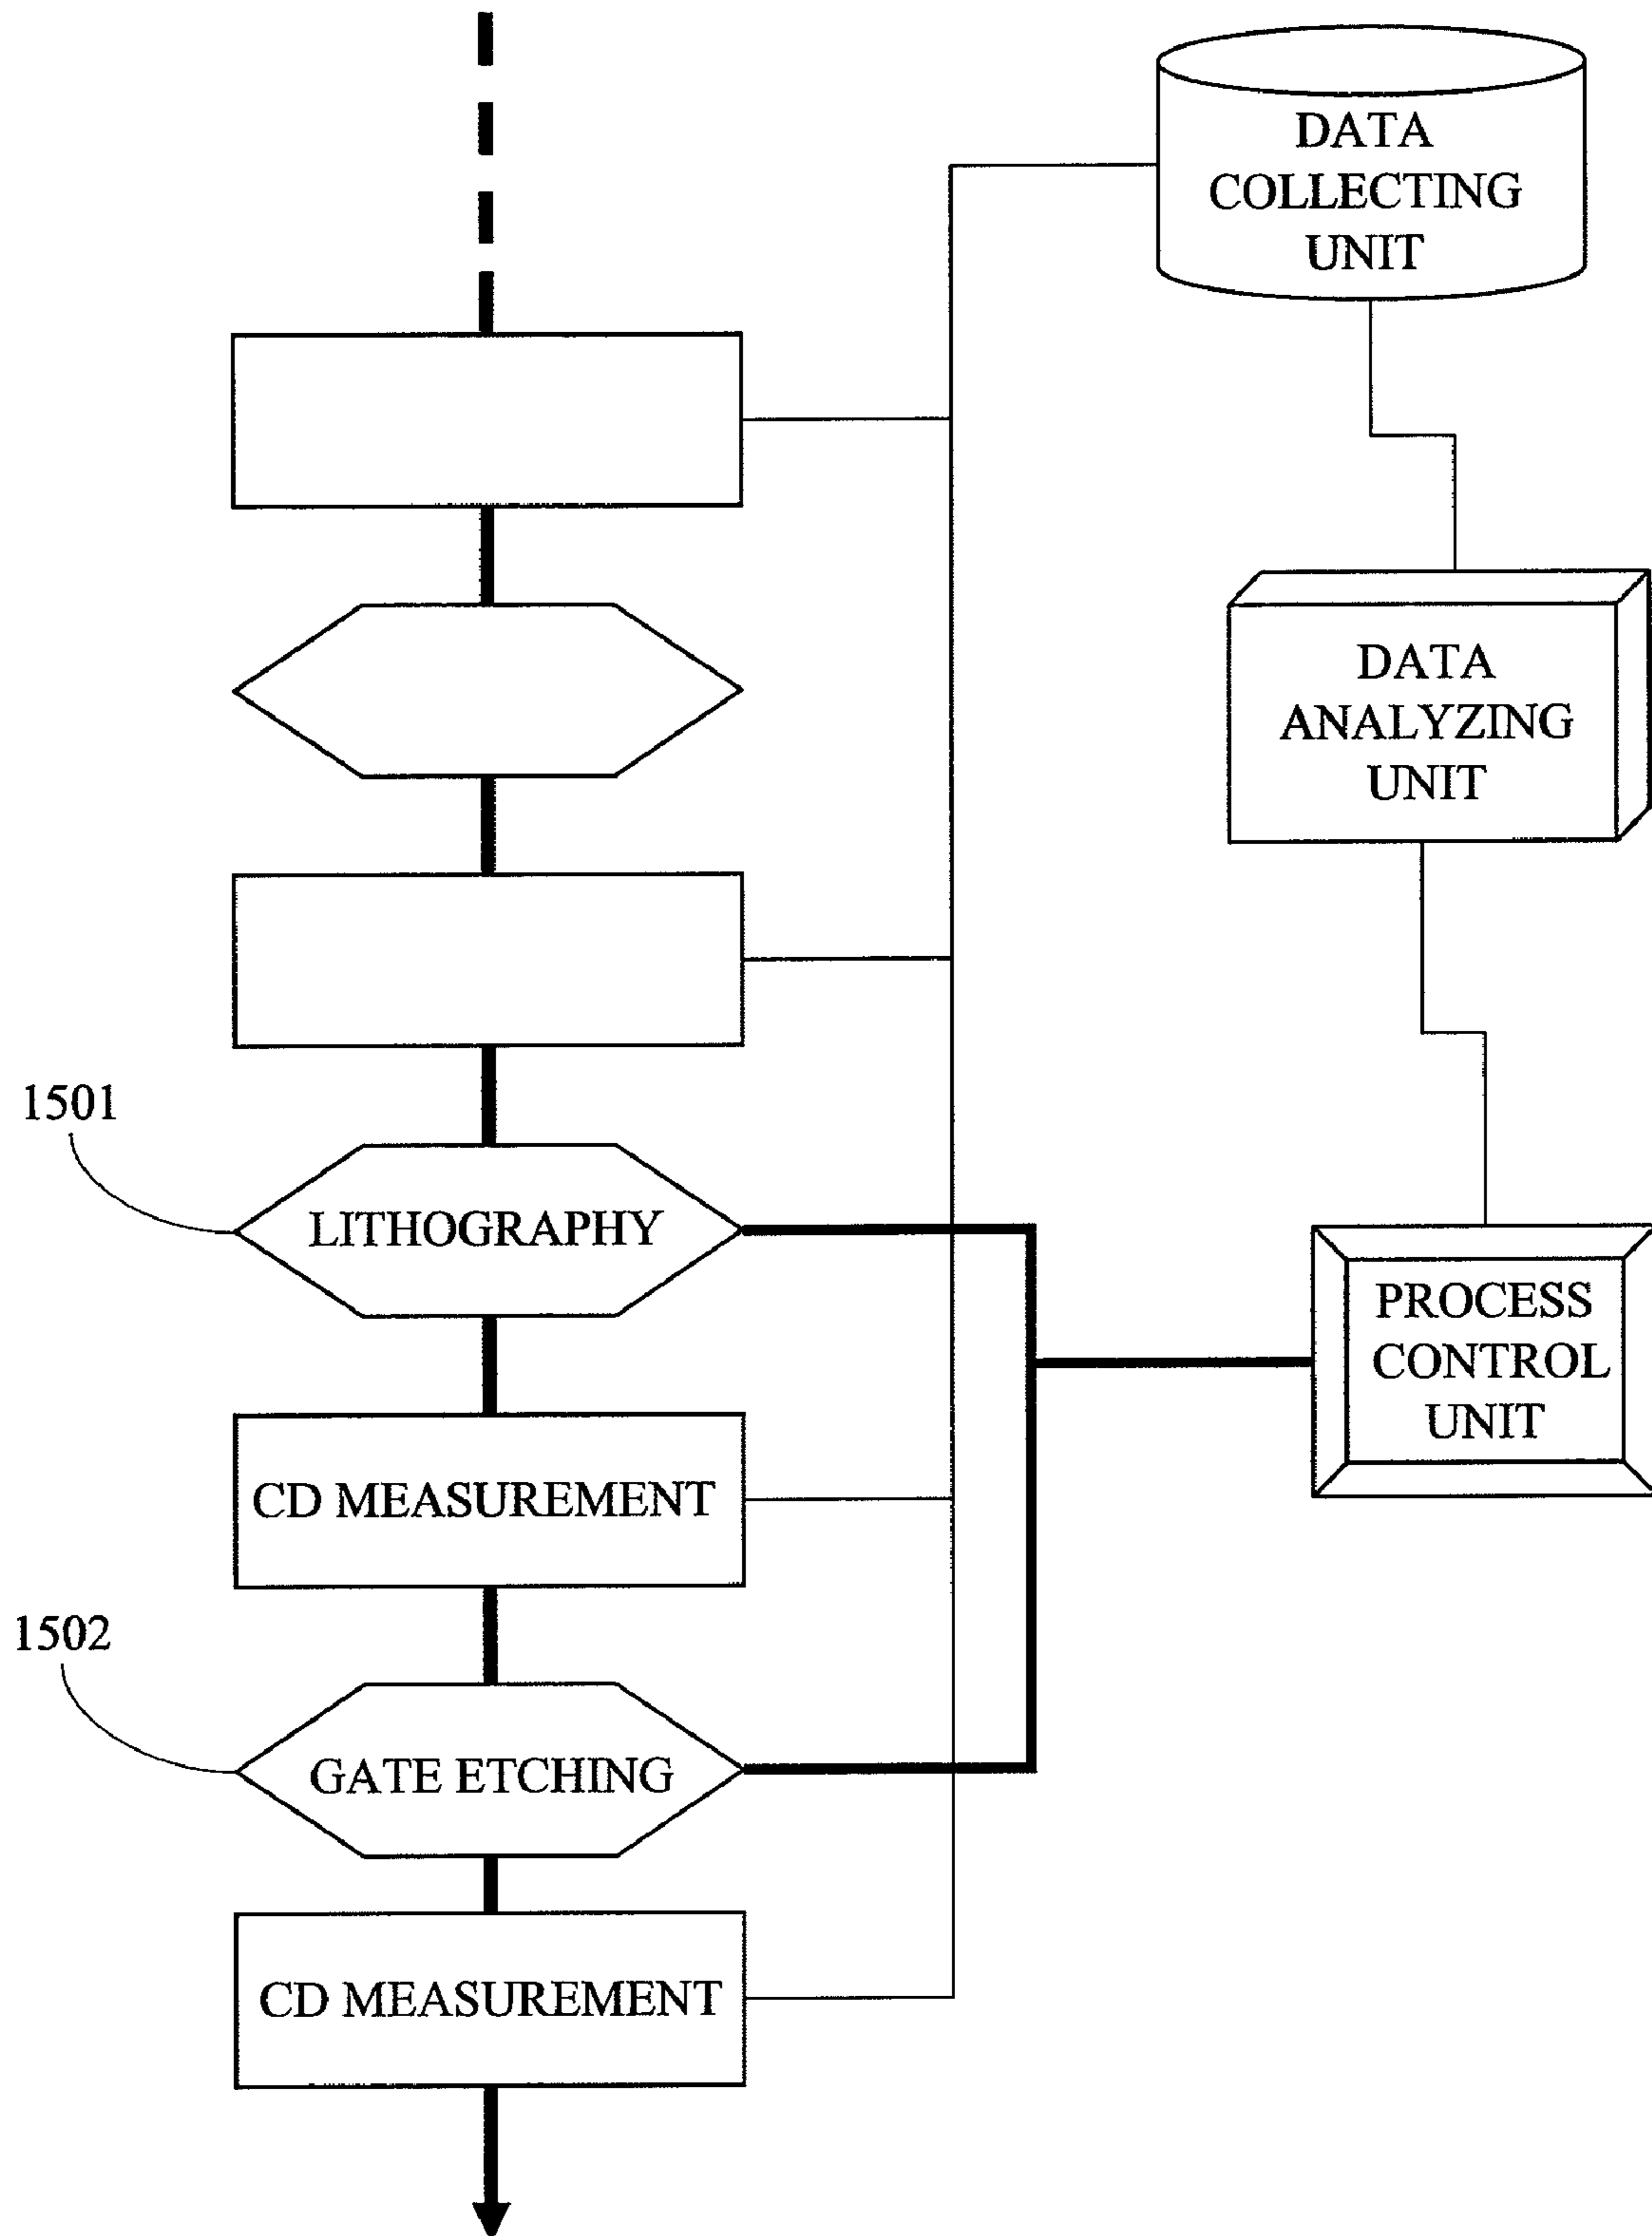 DATA
COLLECTING
UNIT
DATA
ANALYZING
UNIT
1501
LITHOGRAPHY
PROCESS
CONTROL
UNIT
CD MEASUREMENT
1502
GATE ETCHING
CD MEASUREMENT